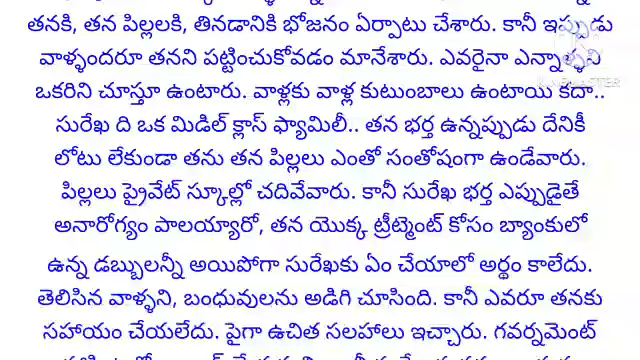 తనకి, తన పిల్లలకి, తినడానికి భోజనం ఏర్పాటు చేశారు. కానీ ఇప్పుడు
వాళ్ళందరూ తనని పట్టించుకోవడం మానేశారు. ఎవరైనా ఎన్నాళ్ళని
ఒకరిని చూస్తూ ఉంటారు. వాళ్లకు వాళ్ల కుటుంబాలు ఉంటాయి కదా..
సురేఖ ది ఒక మిడిల్ క్లాస్ ఫ్యామిలీ.. తన భర్త ఉన్నప్పుడు దేనికీ
లోటు లేకుండా తను తన పిల్లలు ఎంతో సంతోషంగా ఉండేవారు.
పిల్లలు ప్రైవేట్ స్కూల్లో చదివేవారు. కానీ సురేఖ భర్త ఎప్పుడైతే
అనారోగ్యం పాలయ్యారో, తన యొక్క ట్రీట్మెంట్ కోసం బ్యాంకులో
ఉన్న డబ్బులన్నీ అయిపోగా సురేఖకు ఏం చేయాలో అర్థం కాలేదు.
తెలిసిన వాళ్ళని, బంధువులను అడిగి చూసింది. కానీ ఎవరూ తనకు
సహాయం చేయలేదు. పైగా ఉచిత సలహాలు ఇచ్చారు. గవర్నమెంట్